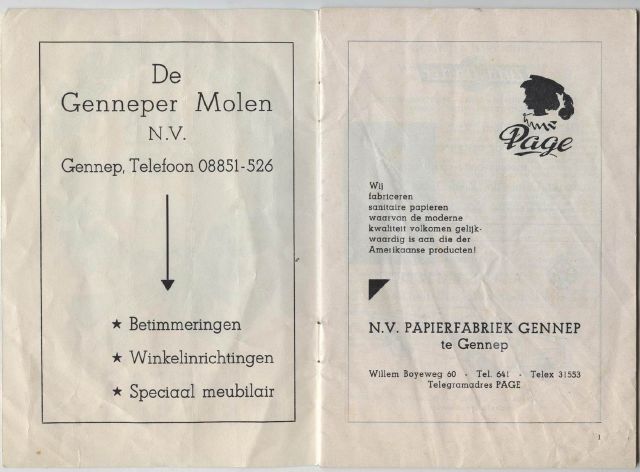 De
Genneper Molen
N.V.
Gennep, Telefoon 08851-526
★ Betimmeringen
★ Winkelinrichtingen
★ Speciaal meubilair
Page
Wij
fabriceren
sanitaire papieren
waarvan de moderne
kwaliteit volkomen gelijk-
waardig is aan die der
Amerikaanse producten!
N.V. PAPIERFABRIEK GENNEP
te Gennep
Willem Boyeweg 60 - Tel. 641 - Telex 31553
Telegramadres PAGE
1